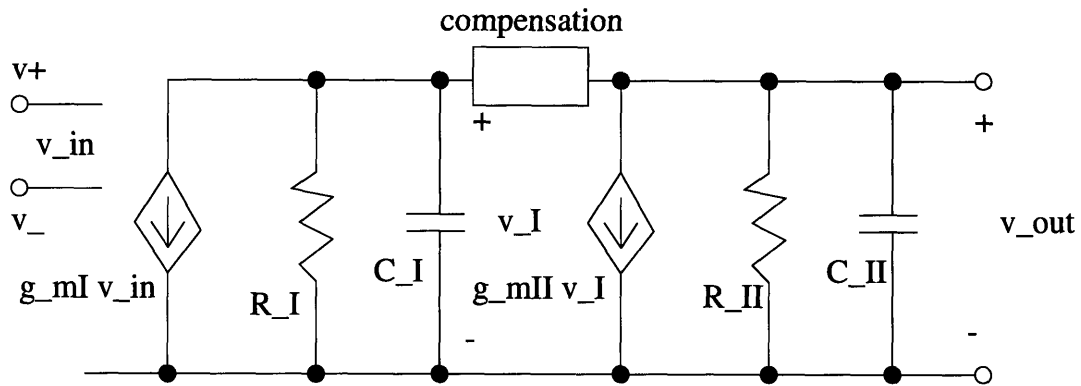 compensation
v+
v_in
v_
+
+
v_I
v_out
g_mI v_in
R_I
C_I
g_mII v_I
R_II
C_II
-
-